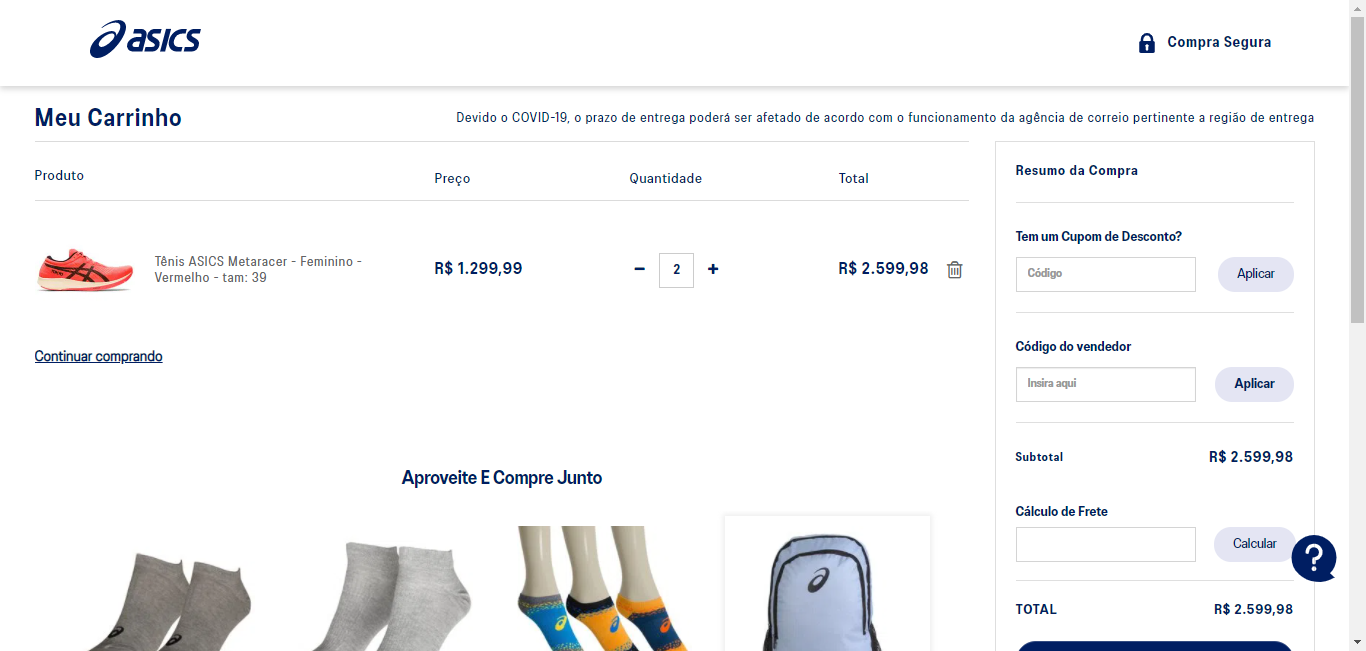 asics
Compra Segura
Meu Carrinho
Devido o COVID-19, o prazo de entrega poderá ser afetado de acordo com o funcionamento da agência de correio pertinente a região de entrega
Produto
Preço
Quantidade
Total
Tênis ASICS Metaracer - Feminino -
Vermelho - tam: 39
R$ 1.299,99
− 2 +
R$ 2.599,98
Continuar comprando
Aproveite E Compre Junto
Resumo da Compra
Tem um Cupom de Desconto?
Código
Aplicar
Código do vendedor
Insira aqui
Aplicar
Subtotal
R$ 2.599,98
Cálculo de Frete
Calcular
?
TOTAL
R$ 2.599,98